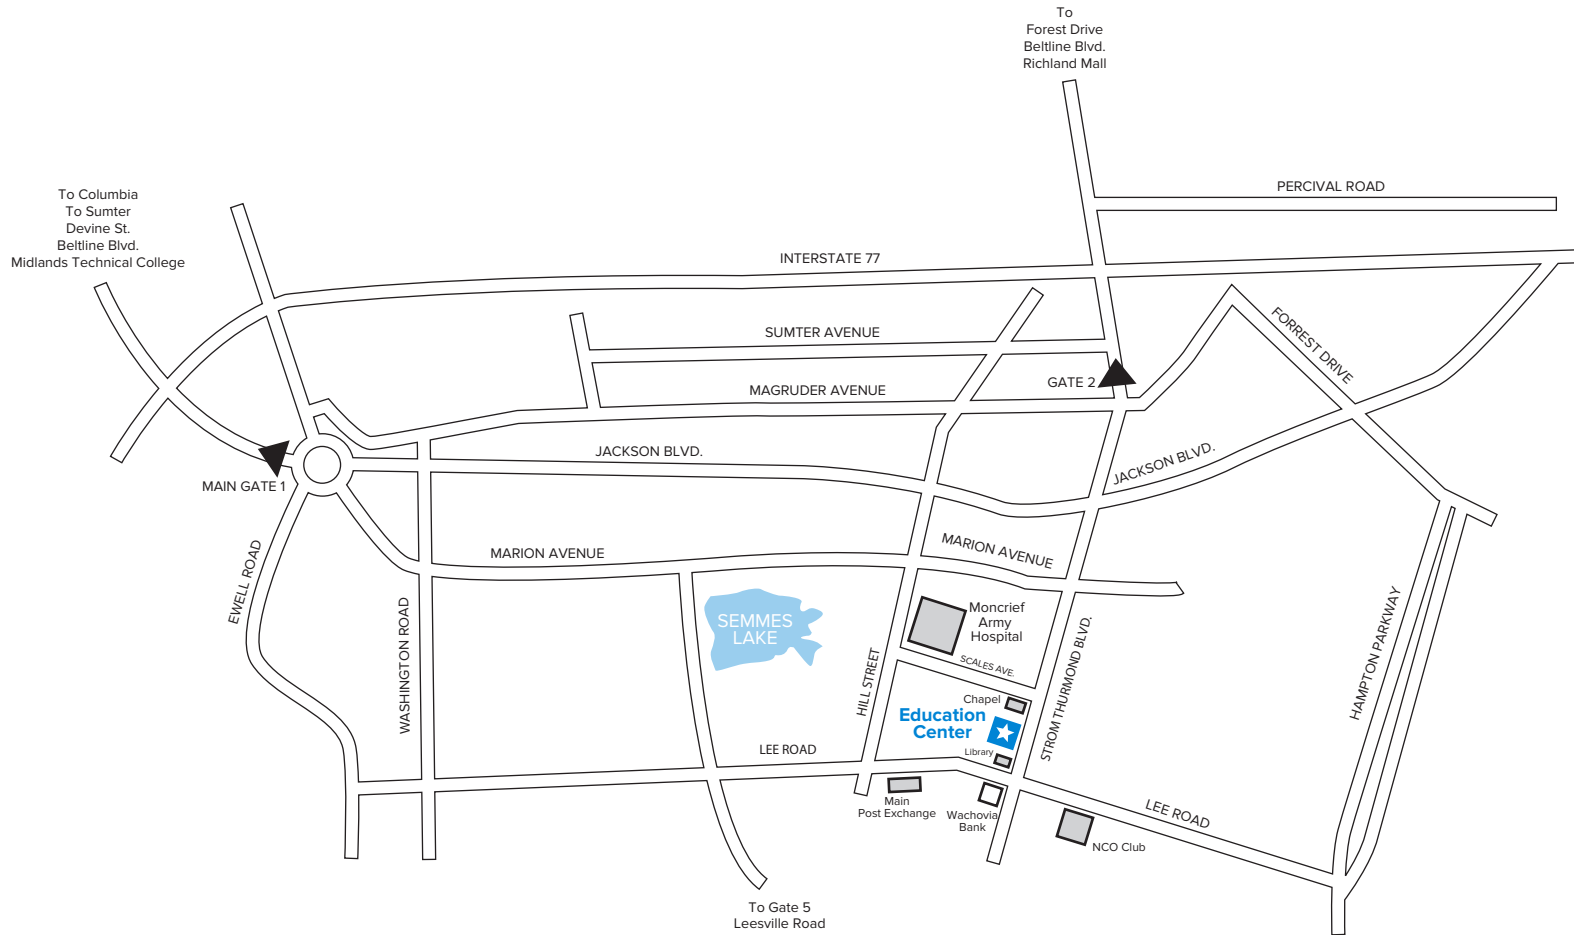 To
Forest Drive
Beltline Blvd.
Richland Mall
PERCIVAL ROAD
To Columbia
To Sumter
Devine St.
Beltline Blvd.
Midlands Technical College
INTERSTATE 77
SUMTER AVENUE
FORREST DRIVE
GATE 2
MAGRUDER AVENUE
JACKSON BLVD.
JACKSON BLVD.
MAIN GATE 1
MARION AVENUE
MARION AVENUE
EWELL ROAD
WASHINGTON ROAD
SEMMES
LAKE
Moncrief
Army
Hospital
SCALES AVE.
HILL STREET
STROM THURMOND BLVD.
HAMPTON PARKWAY
Chapel
Education
Center
Library
LEE ROAD
Main
Post Exchange
Wachovia
Bank
LEE ROAD
NCO Club
To Gate 5
Leesville Road